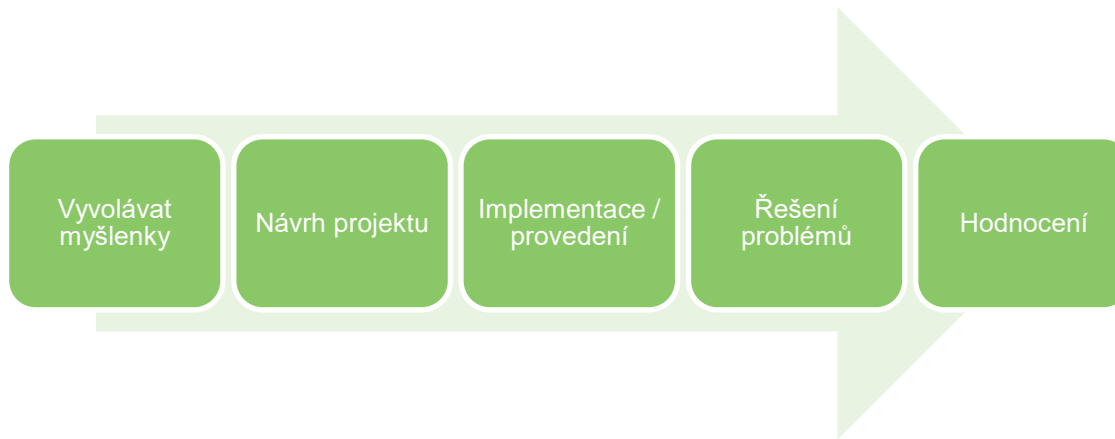 Vyvolávat
myšlenky
Návrh projektu
Implementace /
provedení
Řešení
problémů
Hodnocení